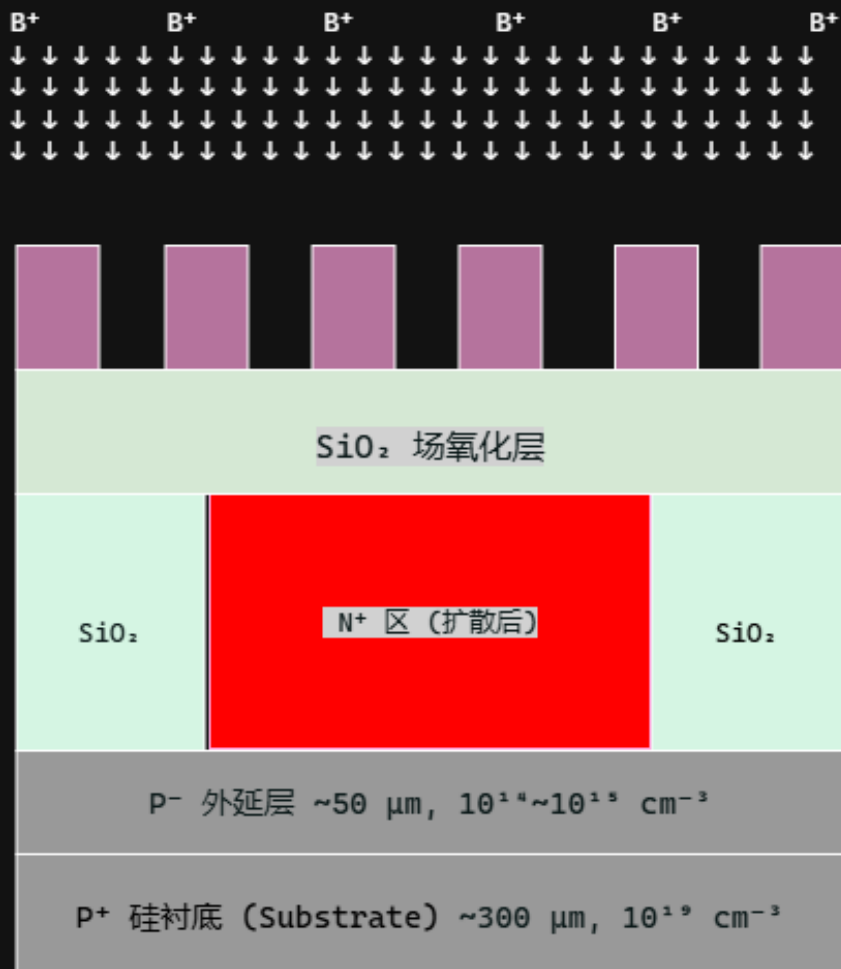 B⁺ B⁺ B⁺ B⁺ B⁺ B⁺
↓ ↓ ↓ ↓ ↓ ↓ ↓ ↓ ↓ ↓ ↓ ↓ ↓ ↓ ↓ ↓ ↓ ↓ ↓ ↓ ↓ ↓ ↓ ↓ ↓ ↓
↓ ↓ ↓ ↓ ↓ ↓ ↓ ↓ ↓ ↓ ↓ ↓ ↓ ↓ ↓ ↓ ↓ ↓ ↓ ↓ ↓ ↓ ↓ ↓ ↓ ↓
↓ ↓ ↓ ↓ ↓ ↓ ↓ ↓ ↓ ↓ ↓ ↓ ↓ ↓ ↓ ↓ ↓ ↓ ↓ ↓ ↓ ↓ ↓ ↓ ↓ ↓
↓ ↓ ↓ ↓ ↓ ↓ ↓ ↓ ↓ ↓ ↓ ↓ ↓ ↓ ↓ ↓ ↓ ↓ ↓ ↓ ↓ ↓ ↓ ↓ ↓ ↓
SiO₂ 场氧化层
N⁺ 区 (扩散后)
SiO₂ SiO₂
P⁻ 外延层 ~50 μm, 10¹⁴~10¹⁵ cm⁻³
P⁺ 硅衬底 (Substrate) ~300 μm, 10¹⁹ cm⁻³